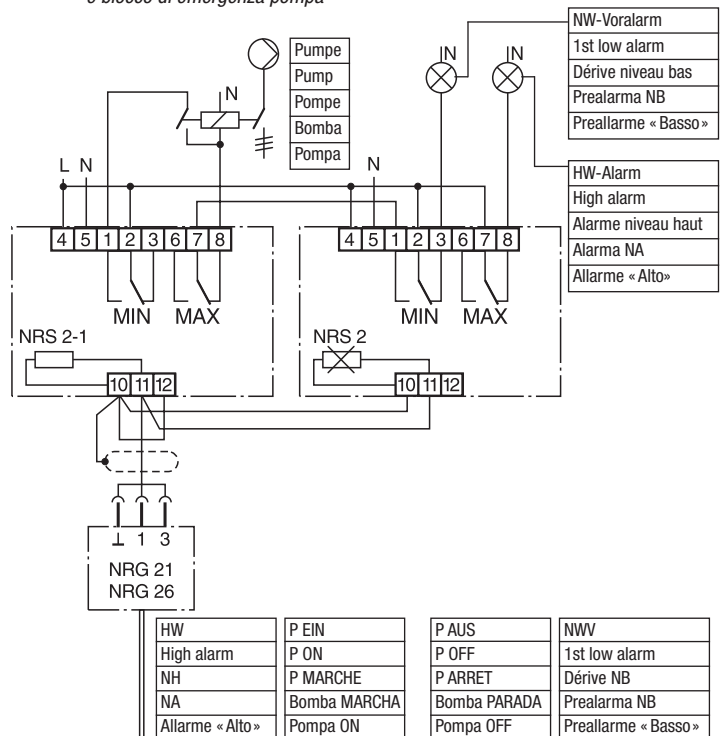 e blocco di emergenza pompa
NW-Voralarm
1st low alarm
Dérive niveau bas
Prealarma NB
Preallarme « Basso »
HW-Alarm
High alarm
Alarme niveau haut
Alarma NA
Allarme « Alto »
Pumpe
Pump
Pompe
Bomba
Pompa
N
N
N
L N
N
4 5 1 2 3 6 7 8
4 5 1 2 3 6 7 8
MIN MAX
MIN MAX
NRS 2-1
NRS 2
10 11 12
10 11 12
⊥ 1 3
NRG 21
NRG 26
HW
High alarm
NH
NA
Allarme « Alto »
P EIN
P ON
P MARCHE
Bomba MARCHA
Pompa ON
P AUS
P OFF
P ARRET
Bomba PARADA
Pompa OFF
NWV
1st low alarm
Dérive NB
Prealarma NB
Preallarme « Basso »